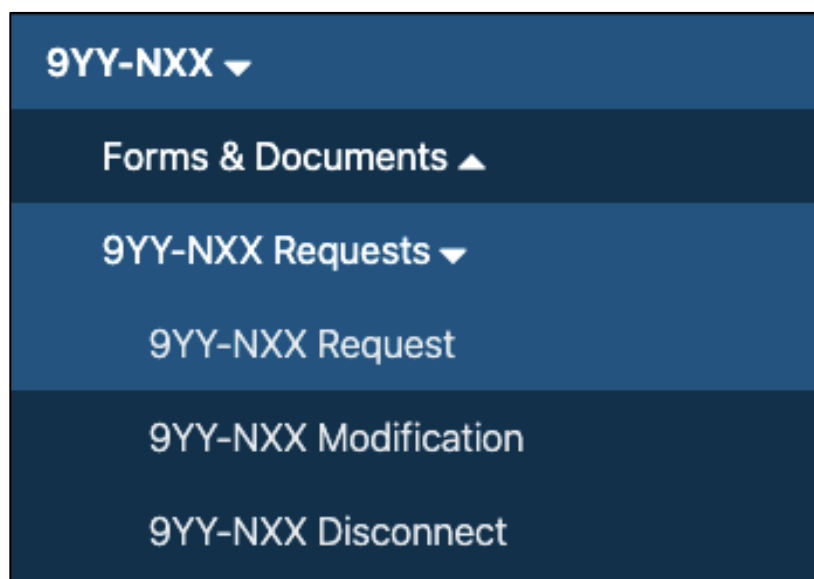 9YY-NXX
Forms & Documents
9YY-NXX Requests
9YY-NXX Request
9YY-NXX Modification
9YY-NXX Disconnect